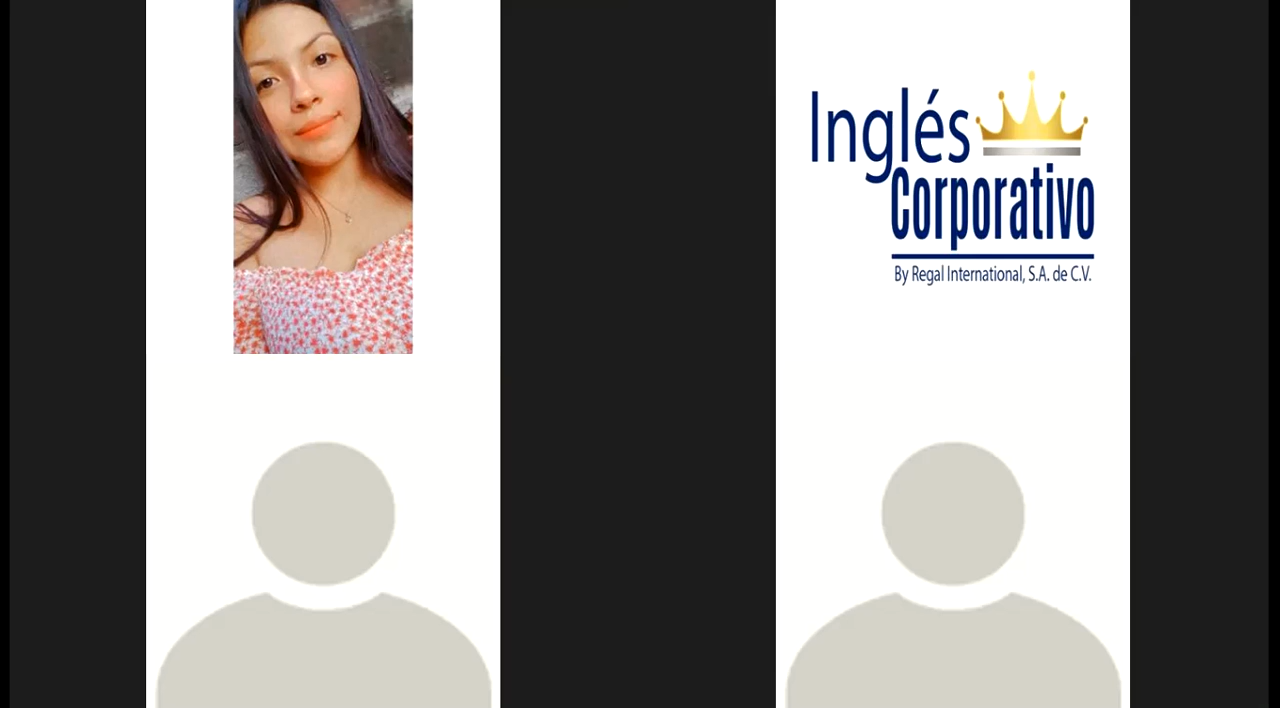 Inglés
Corporativo
By Regal International, S.A. de C.V.